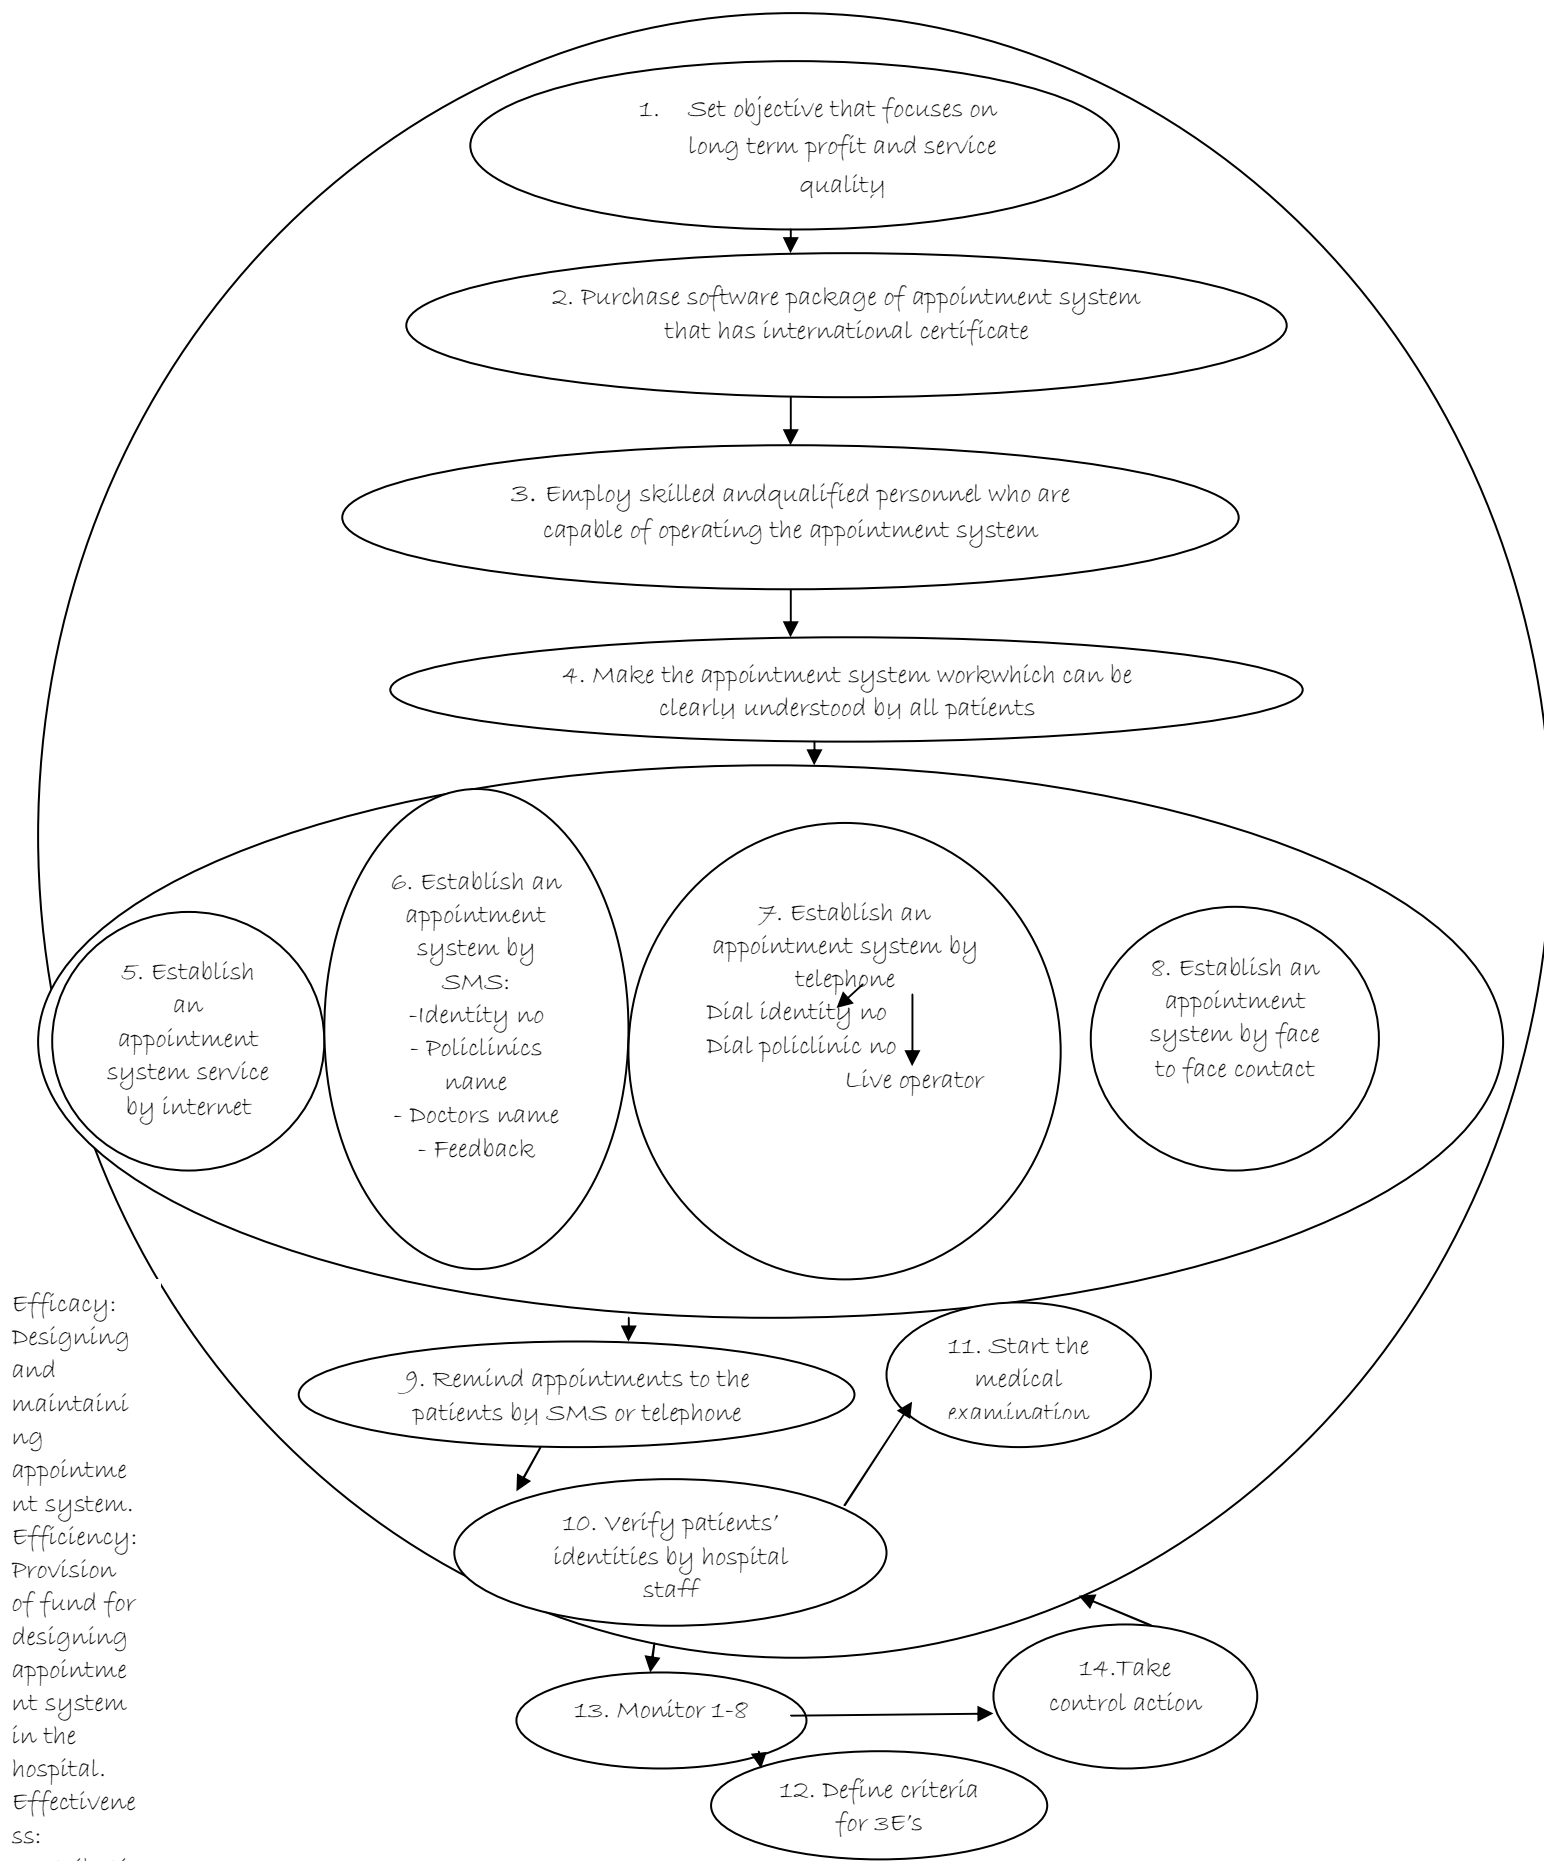 1. Set objective that focuses on
long term profit and service
quality
2. Purchase software package of appointment system
that has international certificate
3. Employ skilled andqualified personnel who are
capable of operating the appointment system
4. Make the appointment system workwhich can be
clearly understood by all patients
5. Establish
an
appointment
system service
by internet
6. Establish an
appointment
system by
SMS:
-Identity no
- Policlinics
name
- Doctors name
- Feedback
7. Establish an
appointment system by
telephone
Dial identity no
Dial policlinic no
Live operator
8. Establish an
appointment
system by face
to face contact
9. Remind appointments to the
patients by SMS or telephone
10. Verify patients’
identities by hospital
staff
11. Start the
medical
examination
13. Monitor 1-8
14.Take
control action
12. Define criteria
for 3E’s
Efficacy:
Designing
and
maintaini
ng
appointme
nt system.
Efficiency:
Provision
of fund for
designing
appointme
nt system
in the
hospital.
Effectivene
ss: